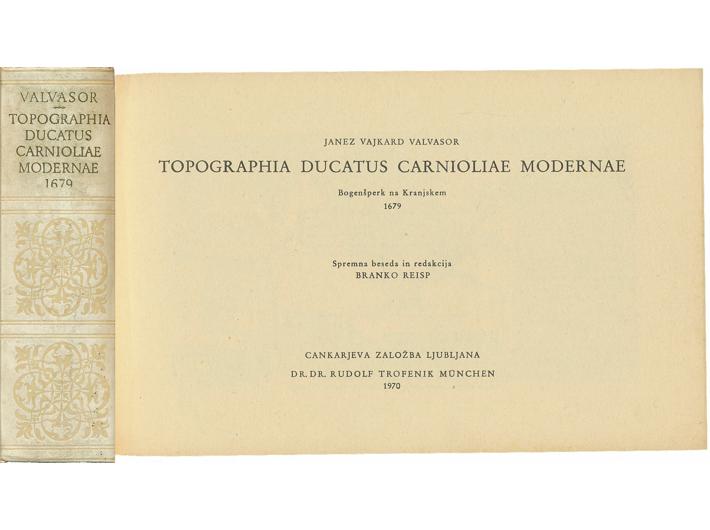 VALVASOR
TOPOGRAPHIA
DUCATUS
CARNIOLIAE
MODERNAE
1679
JANEZ VAJKARD VALVASOR
TOPOGRAPHIA DUCATUS CARNIOLIAE MODERNAE
Bogenšperk na Kranjskem
1679
Spremna beseda in redakcija
BRANKO REISP
CANKARJEVA ZALOŽBA LJUBLJANA
DR. DR. RUDOLF TROFENIK MÜNCHEN
1970